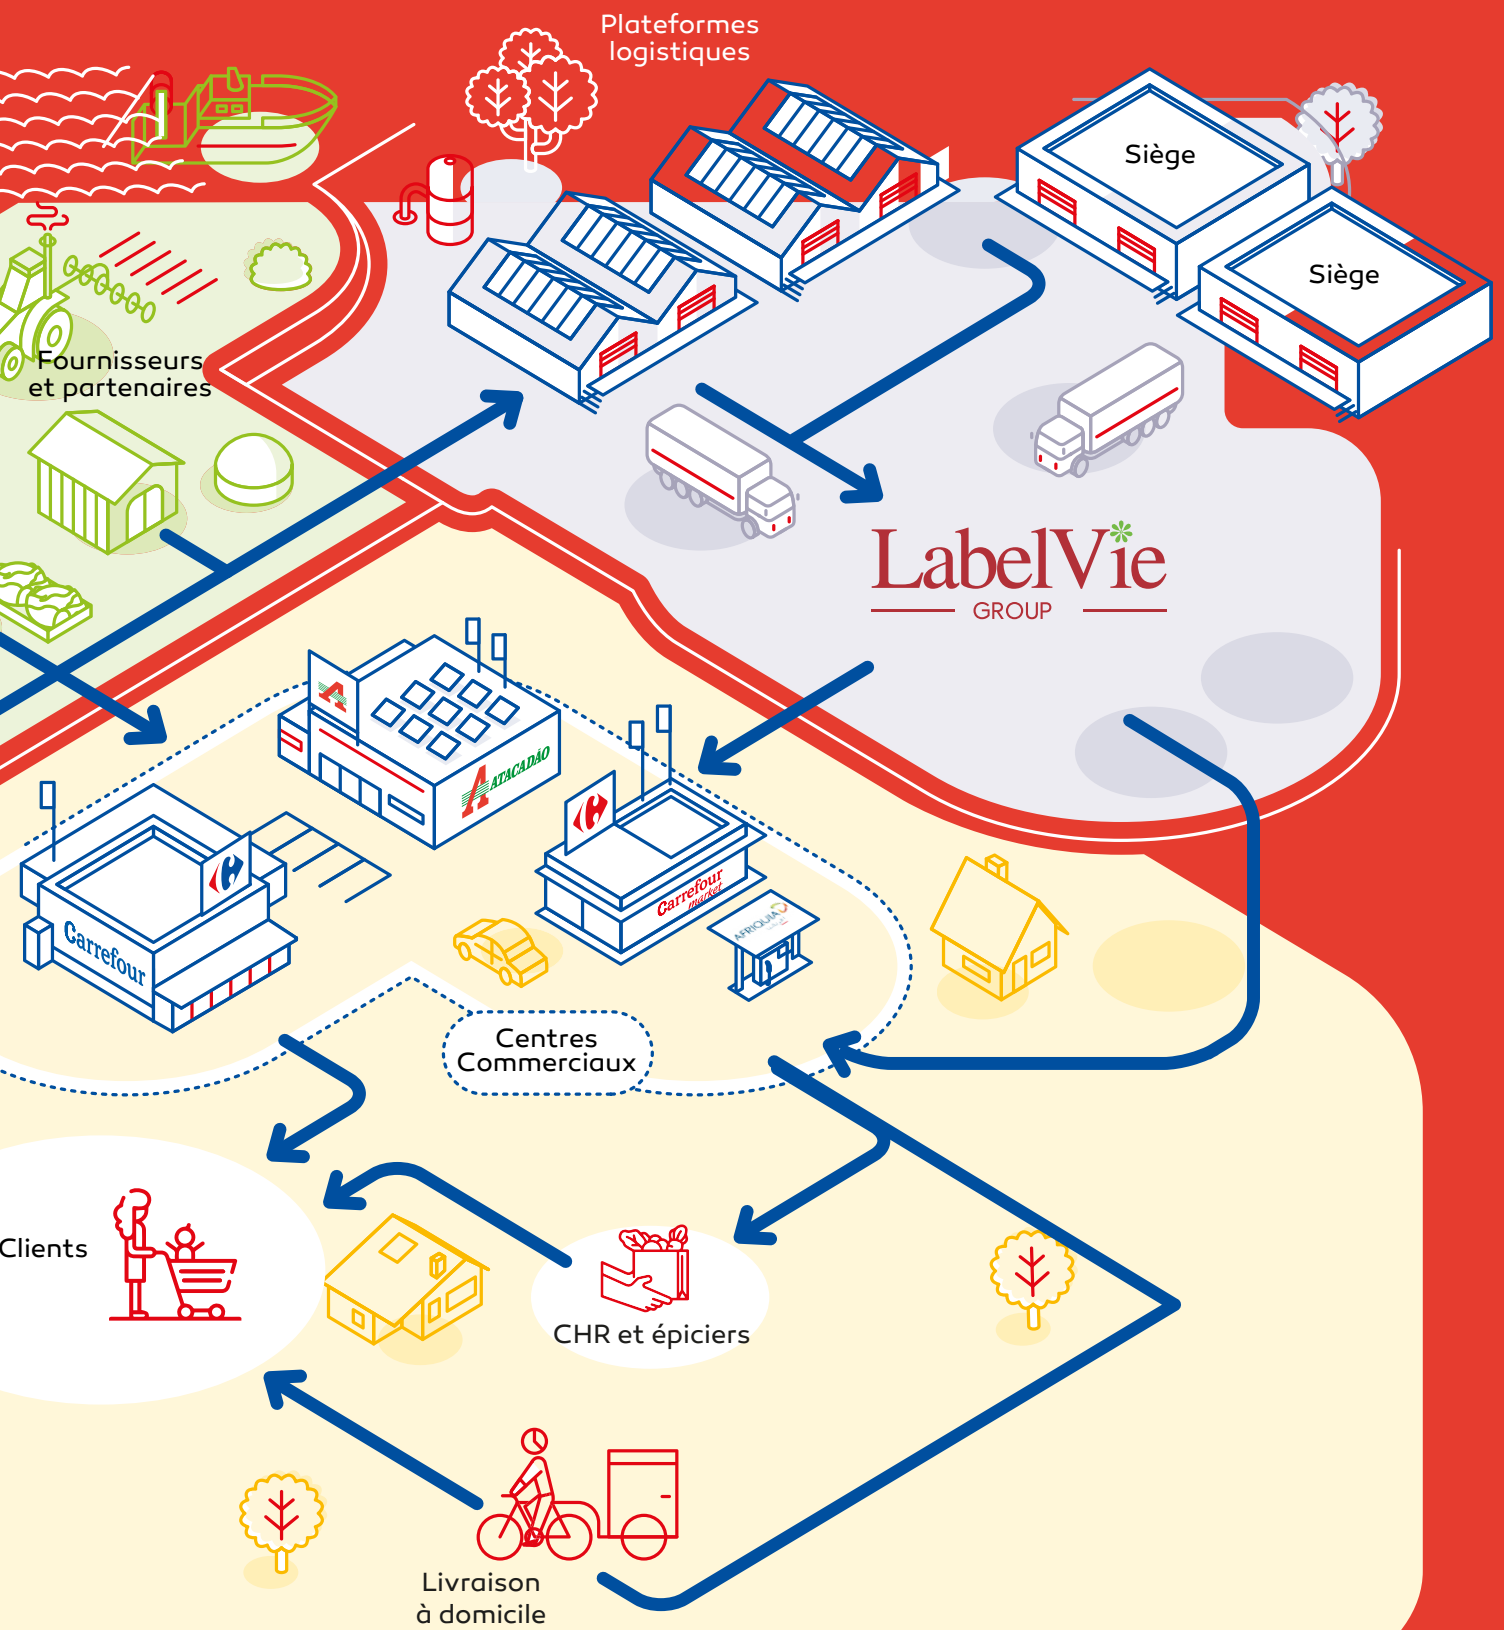 Plateformes
logistiques
Siège
Siège
Fournisseurs
et partenaires
LabelVie
GROUP
ATACADÃO
Carrefour
market
AFRIQUIA
Carrefour
Centres
Commerciaux
Clients
CHR et épiciers
Livraison
à domicile